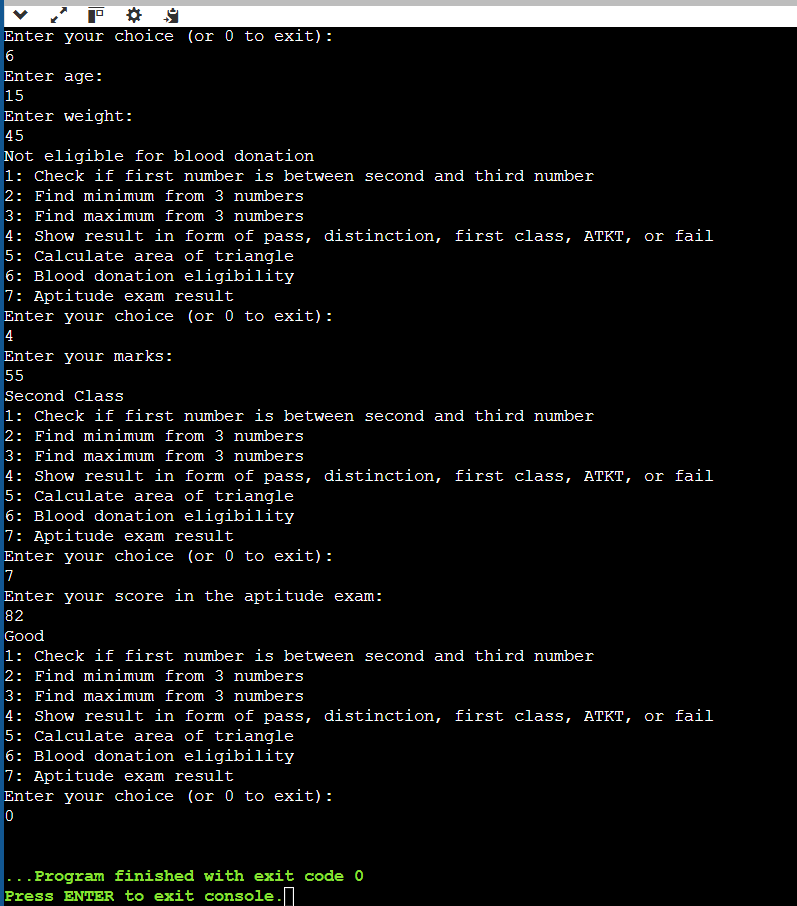 Enter your choice (or 0 to exit):
6
Enter age:
15
Enter weight:
45
Not eligible for blood donation
1: Check if first number is between second and third number
2: Find minimum from 3 numbers
3: Find maximum from 3 numbers
4: Show result in form of pass, distinction, first class, ATKT, or fail
5: Calculate area of triangle
6: Blood donation eligibility
7: Aptitude exam result
Enter your choice (or 0 to exit):
4
Enter your marks:
55
Second Class
1: Check if first number is between second and third number
2: Find minimum from 3 numbers
3: Find maximum from 3 numbers
4: Show result in form of pass, distinction, first class, ATKT, or fail
5: Calculate area of triangle
6: Blood donation eligibility
7: Aptitude exam result
Enter your choice (or 0 to exit):
7
Enter your score in the aptitude exam:
82
Good
1: Check if first number is between second and third number
2: Find minimum from 3 numbers
3: Find maximum from 3 numbers
4: Show result in form of pass, distinction, first class, ATKT, or fail
5: Calculate area of triangle
6: Blood donation eligibility
7: Aptitude exam result
Enter your choice (or 0 to exit):
0
...Program finished with exit code 0
Press ENTER to exit console.